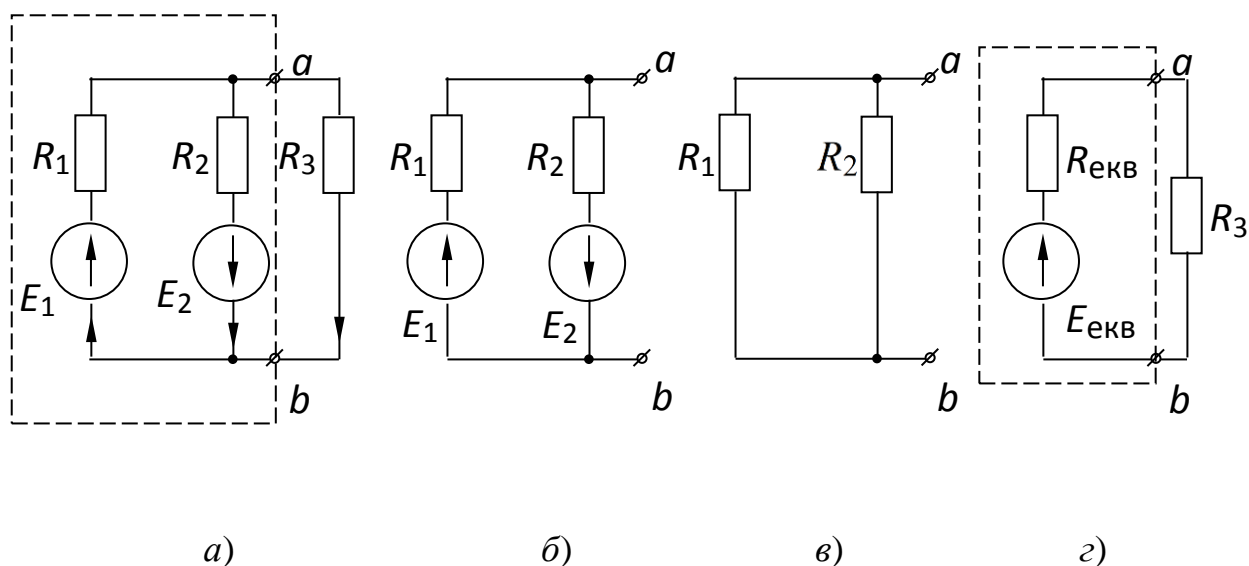 a a a a
R1 R2 R3 R1 R2 R1 R2 Rекв R3
E1 E2 E1 E2 Eекв
b b b b
а) б) в) г)